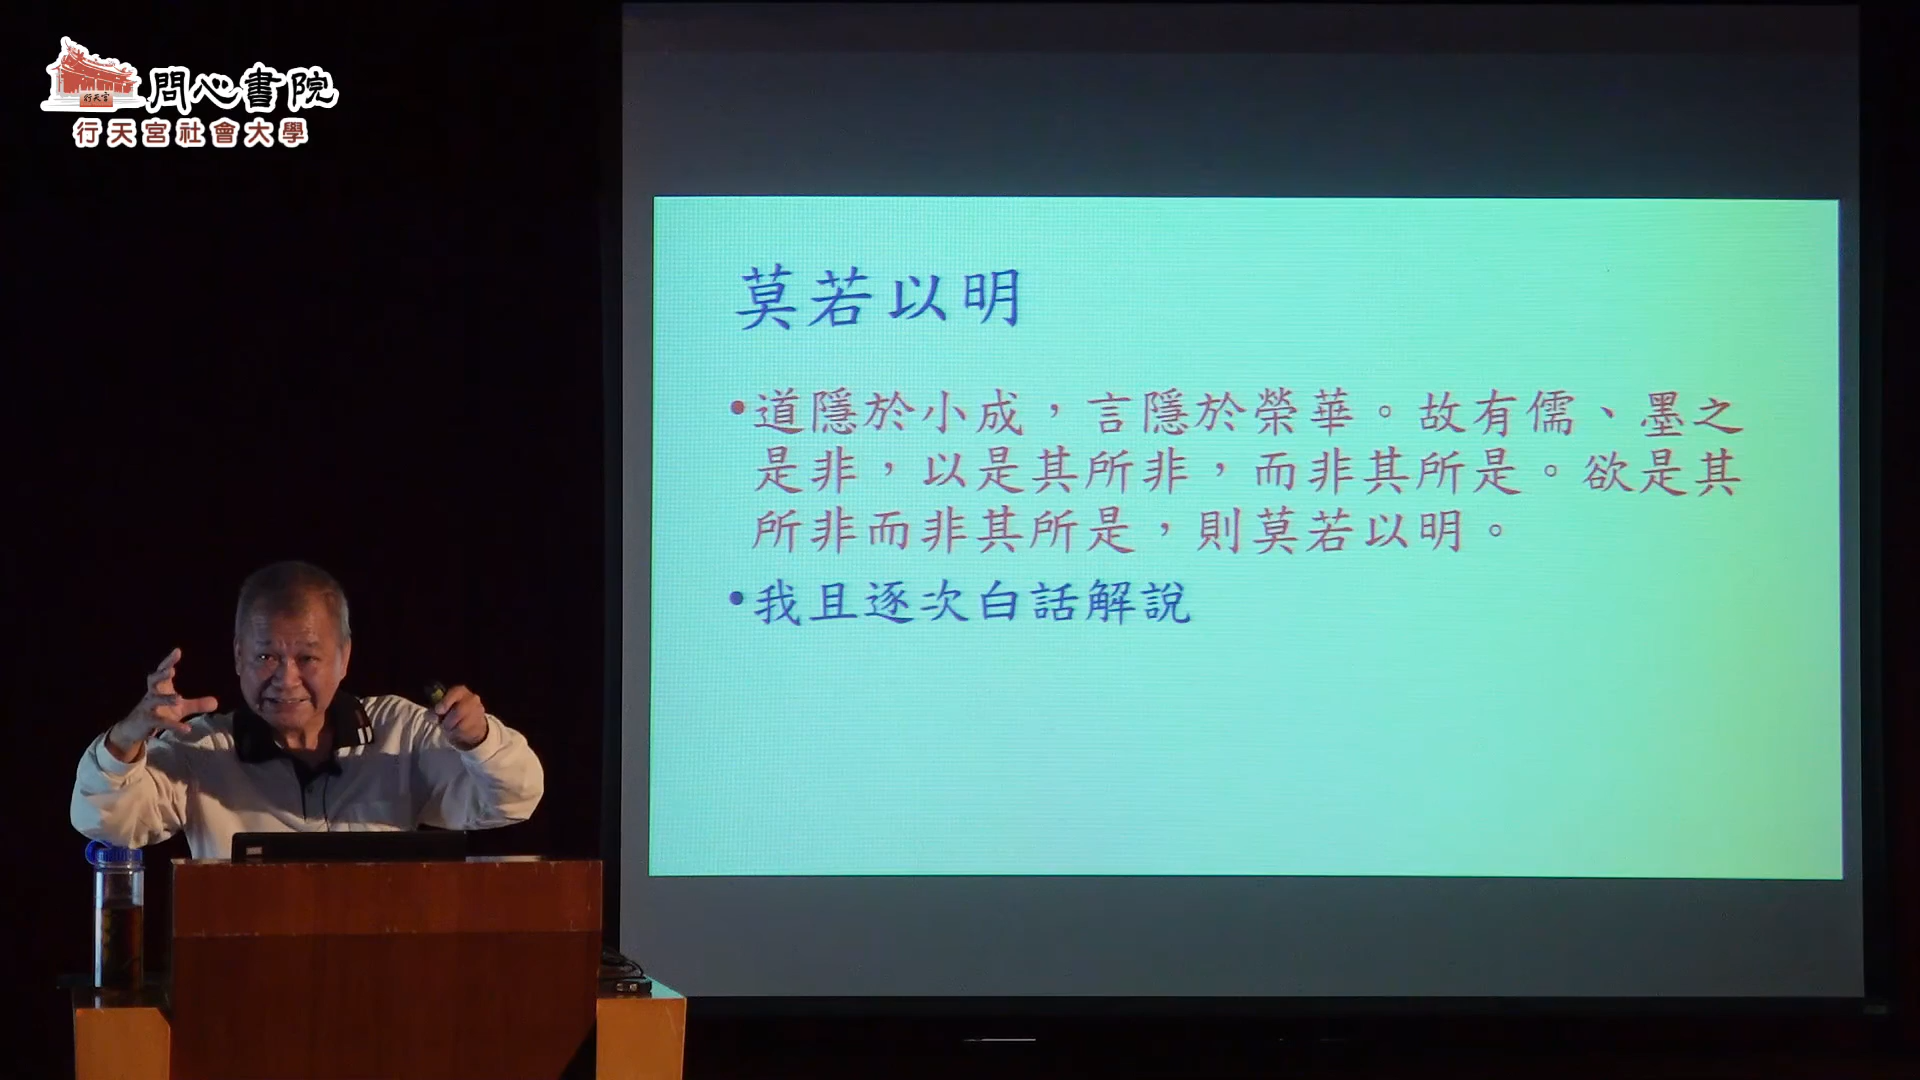 行天宮
問心書院
行天宮社會大學
莫若以明
•道隱於小成，言隱於榮華。故有儒、墨之
是非，以是其所非，而非其所是。欲是其
所非而非其所是，則莫若以明。
•我且逐次白話解說